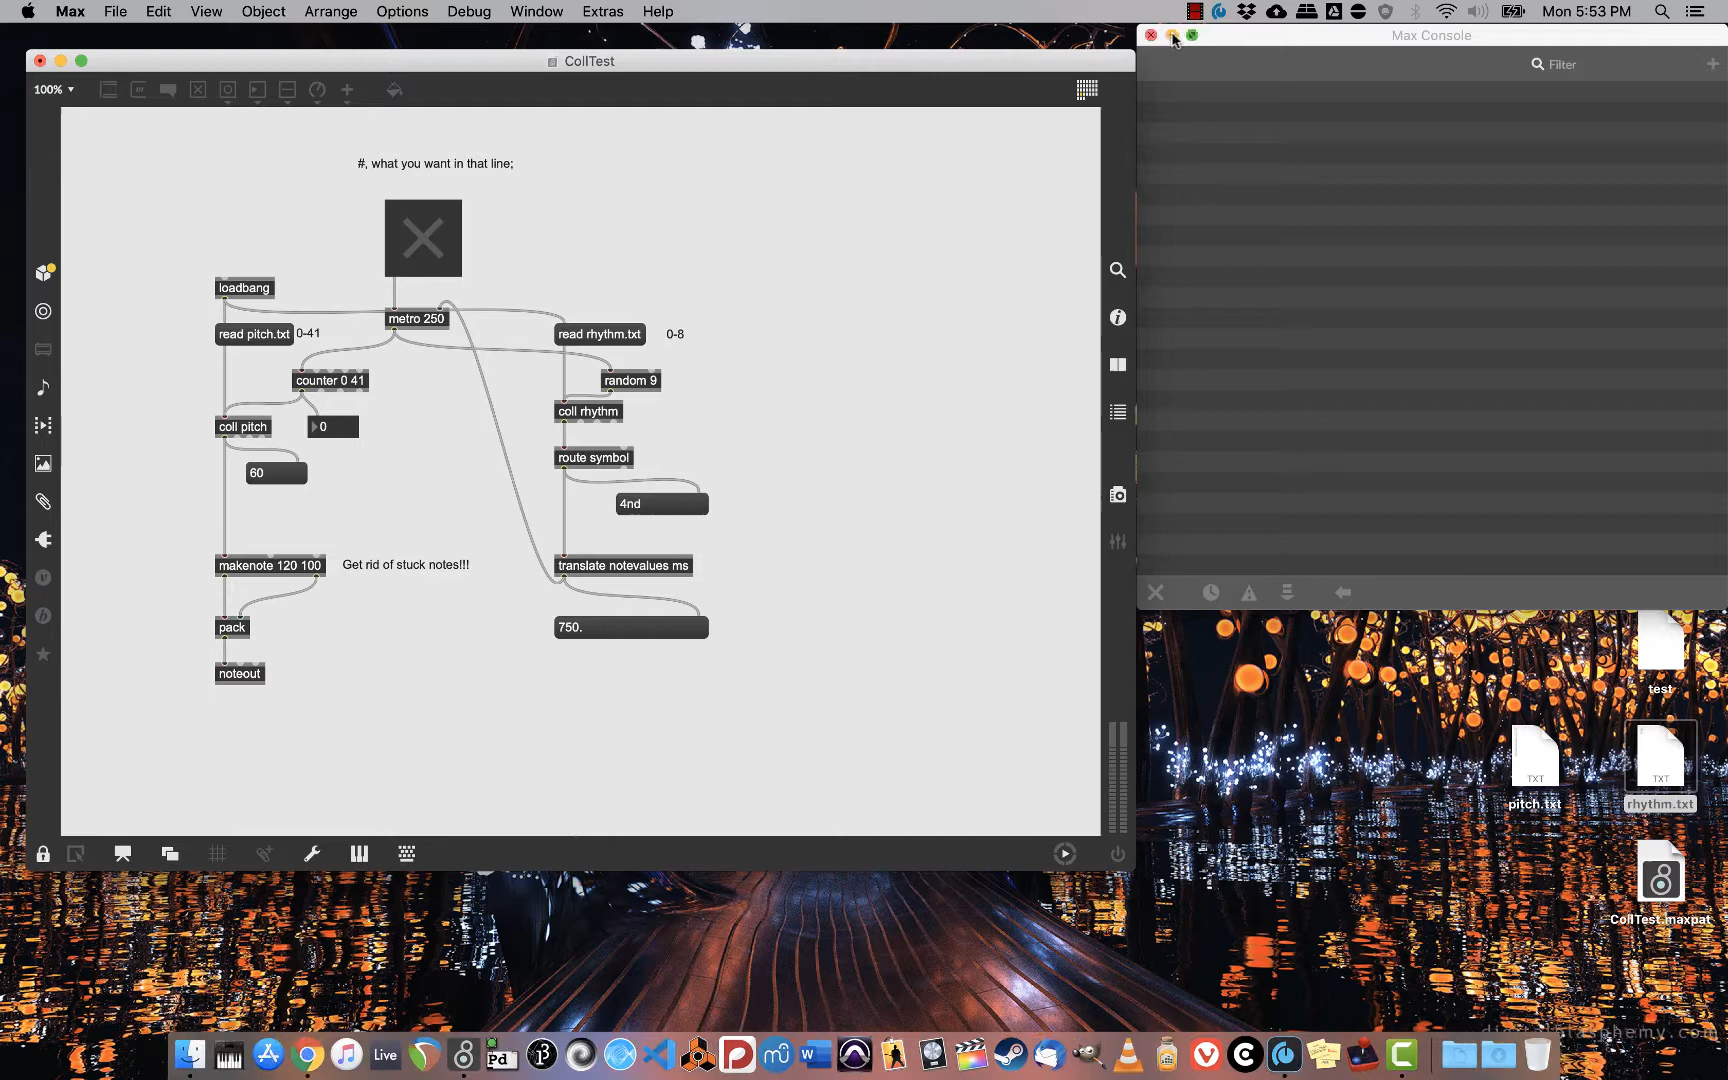 Max File Edit View Object Arrange Options Debug Window Extras Help
Mon 5:53 PM
CollTest
Max Console
100%
Filter
#, what you want in that line;
loadbang
metro 250
read pitch.txt
0-41
read rhythm.txt
0-8
counter 0 41
random 9
coll rhythm
coll pitch
0
route symbol
60
4nd
makenote 120 100
Get rid of stuck notes!!!
translate notevalues ms
pack
750.
noteout
test
TXT
pitch.txt
TXT
rhythm.txt
CollTest.maxpat
digitalblasphemy.com
Live
Pd